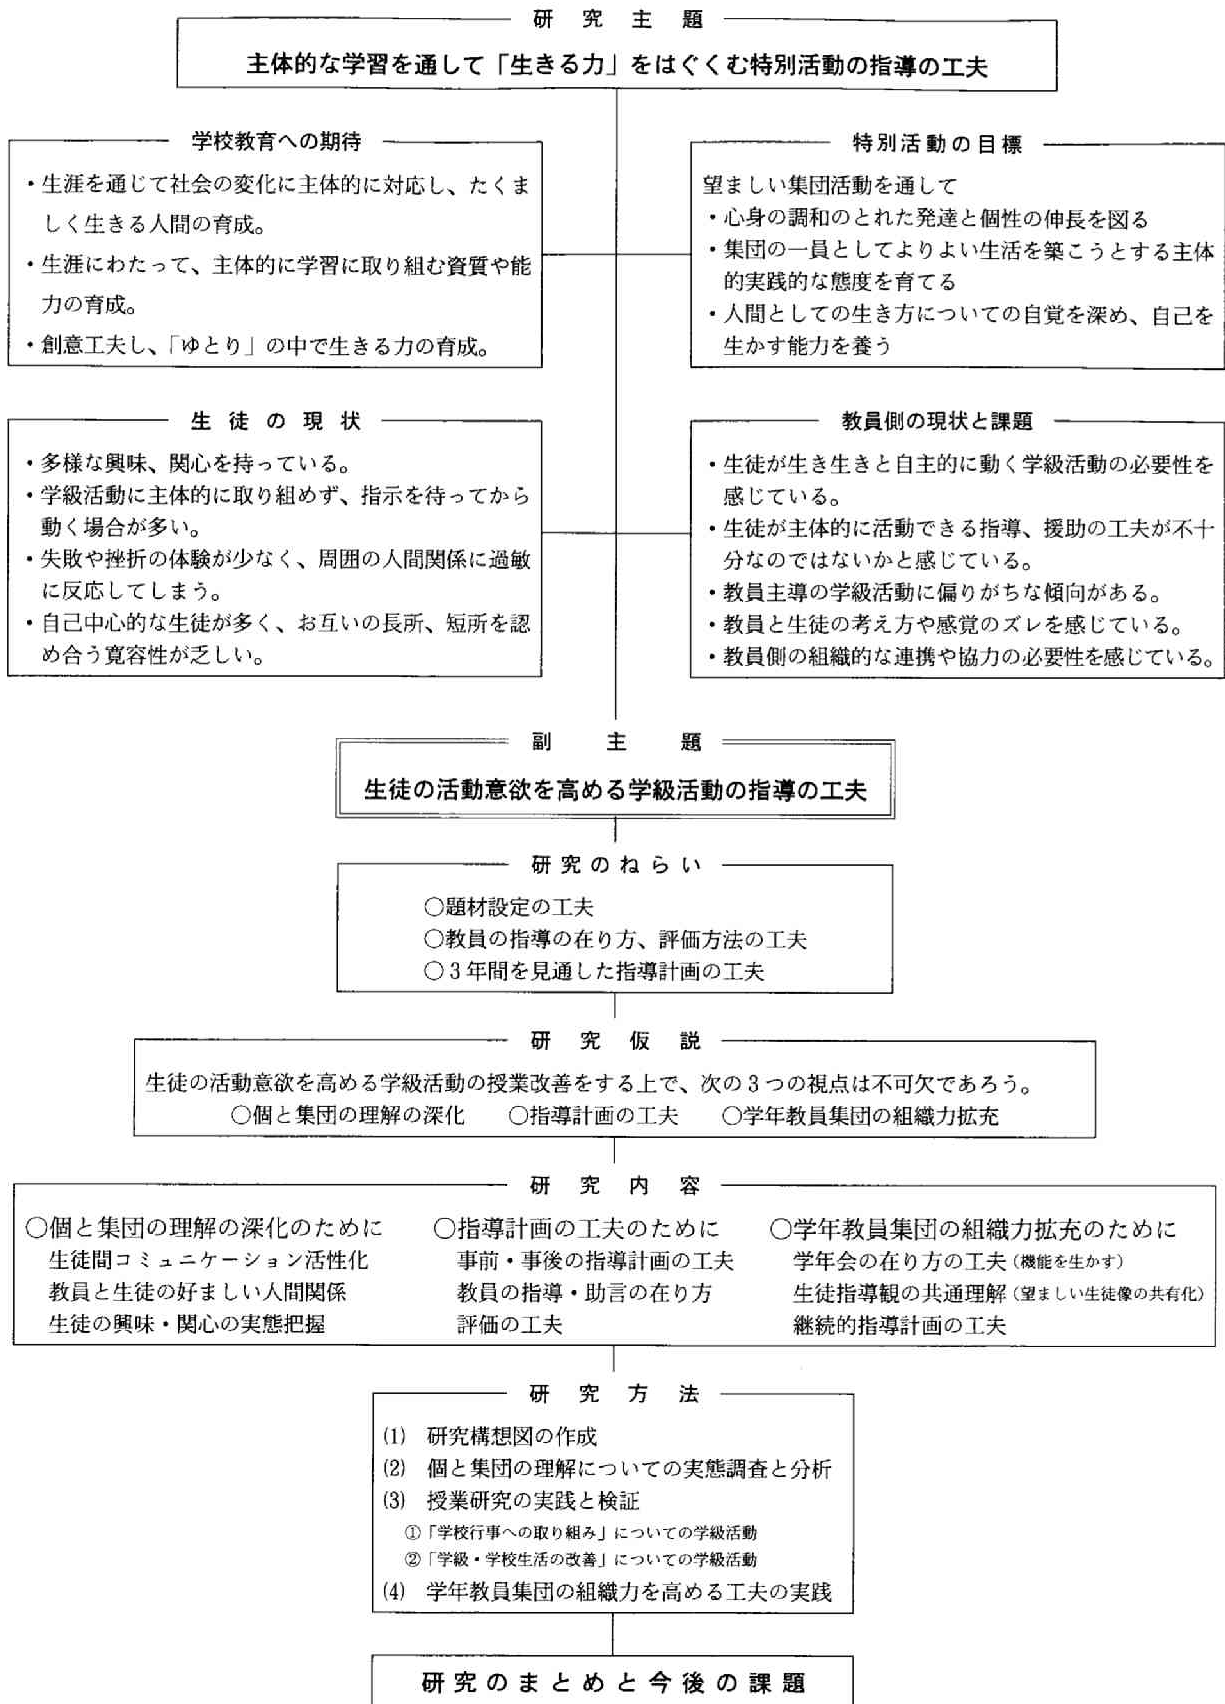 研究主題
主体的な学習を通して「生きる力」をはぐくむ特別活動の指導の工夫
学校教育への期待
・生涯を通じて社会の変化に主体的に対応し、たくま
しく生きる人間の育成。
・生涯にわたって、主体的に学習に取り組む資質や能
力の育成。
・創意工夫し、「ゆとり」の中で生きる力の育成。
特別活動の目標
望ましい集団活動を通して
・心身の調和のとれた発達と個性の伸長を図る
・集団の一員としてよりよい生活を築こうとする主体
的実践的な態度を育てる
・人間としての生き方についての自覚を深め、自己を
生かす能力を養う
生徒の現状
・多様な興味、関心を持っている。
・学級活動に主体的に取り組めず、指示を待ってから
動く場合が多い。
・失敗や挫折の体験が少なく、周囲の人間関係に過敏
に反応してしまう。
・自己中心的な生徒が多く、お互いの長所、短所を認
め合う寛容性が乏しい。
教員側の現状と課題
・生徒が生き生きと自主的に動く学級活動の必要性を
感じている。
・生徒が主体的に活動できる指導、援助の工夫が不十
分なのではないかと感じている。
・教員主導の学級活動に偏りがちな傾向がある。
・教員と生徒の考え方や感覚のズレを感じている。
・教員側の組織的な連携や協力の必要性を感じている。
副主題
生徒の活動意欲を高める学級活動の指導の工夫
研究のねらい
○題材設定の工夫
○教員の指導の在り方、評価方法の工夫
○3年間を見通した指導計画の工夫
研究仮説
生徒の活動意欲を高める学級活動の授業改善をする上で、次の3つの視点は不可欠であろう。
○個と集団の理解の深化 ○指導計画の工夫 ○学年教員集団の組織力拡充
研究内容
○個と集団の理解の深化のために
生徒間コミュニケーション活性化
教員と生徒の好ましい人間関係
生徒の興味・関心の実態把握
○指導計画の工夫のために
事前・事後の指導計画の工夫
教員の指導・助言の在り方
評価の工夫
○学年教員集団の組織力拡充のために
学年会の在り方の工夫(機能を生かす)
生徒指導観の共通理解(望ましい生徒像の共有化)
継続的指導計画の工夫
研究方法
(1) 研究構想図の作成
(2) 個と集団の理解についての実態調査と分析
(3) 授業研究の実践と検証
①「学校行事への取り組み」についての学級活動
②「学級・学校生活の改善」についての学級活動
(4) 学年教員集団の組織力を高める工夫の実践
研究のまとめと今後の課題